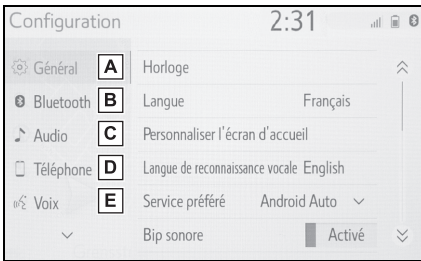 Configuration 2:31
Général A Horloge
Bluetooth B Langue Français
Audio C Personnaliser l'écran d'accueil
Téléphone D Langue de reconnaissance vocale English
Voix E Service préféré Android Auto
Bip sonore Activé